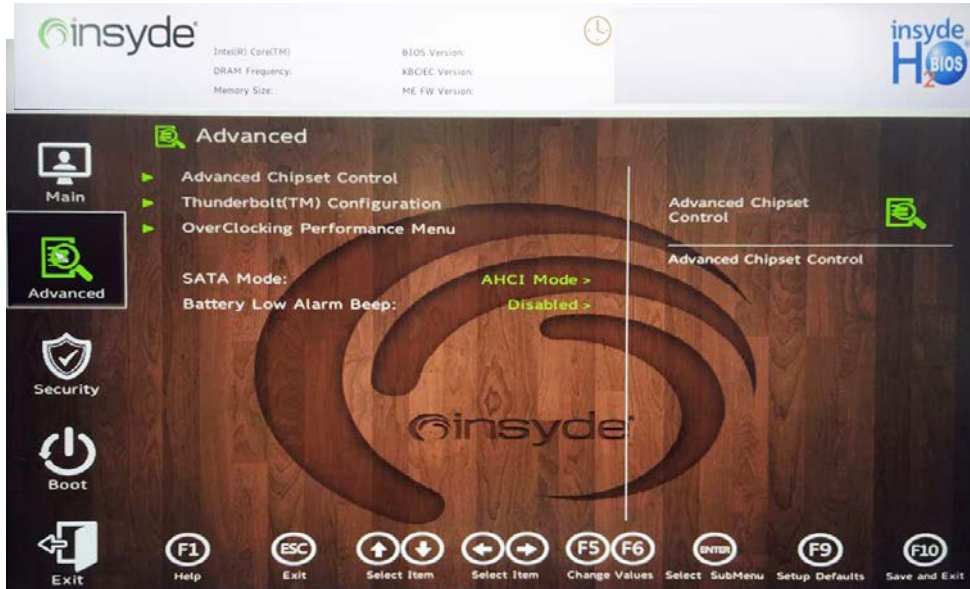 insyde
Intel(R) Core(TM)
DRAM Frequency:
Memory Size:
BIOS Version:
KBC/EC Version:
ME FW Version:
insyde
H2O BIOS
Main
Advanced
Security
Boot
Exit
Advanced
Advanced Chipset Control
Thunderbolt(TM) Configuration
OverClocking Performance Menu
SATA Mode: AHCI Mode >
Battery Low Alarm Beep: Disabled >
Advanced Chipset
Control
Advanced Chipset Control
insyde
F1 ESC F5 F6 ENTER F9 F10
Help Exit Select Item Select Item Change Values Select SubMenu Setup Defaults Save and Exit